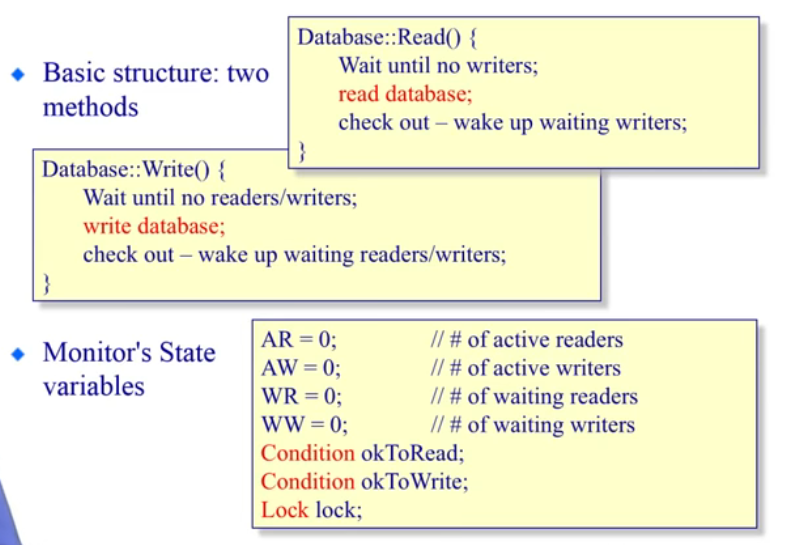 Basic structure: two
methods
Database::Read() {
Wait until no writers;
read database;
check out – wake up waiting writers;
}
Database::Write() {
Wait until no readers/writers;
write database;
check out – wake up waiting readers/writers;
}
Monitor's State
variables
AR = 0; // # of active readers
AW = 0; // # of active writers
WR = 0; // # of waiting readers
WW = 0; // # of waiting writers
Condition okToRead;
Condition okToWrite;
Lock lock;